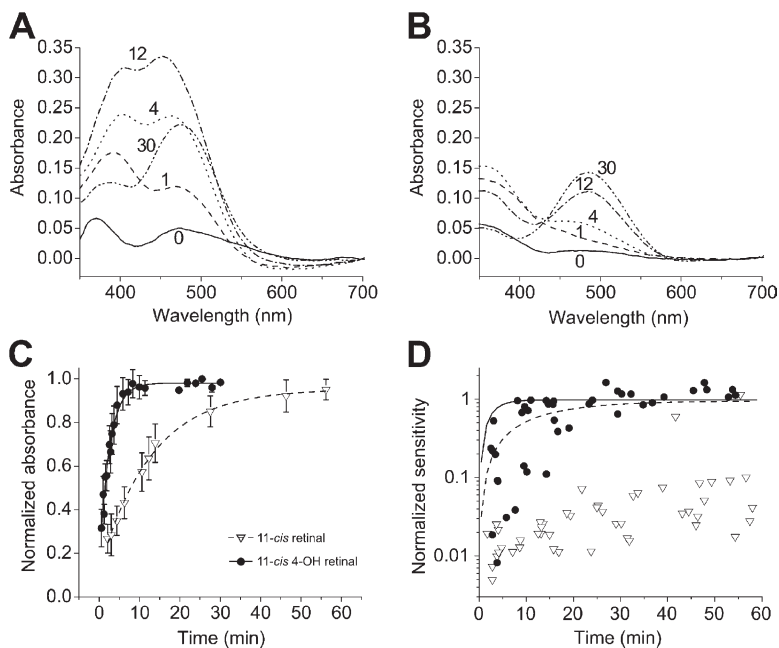 A
B
0.35
0.30
0.25
0.20
0.15
0.10
0.05
0.00
Absorbance
12
4
30
1
0
400 500 600 700
Wavelength (nm)
0.35
0.30
0.25
0.20
0.15
0.10
0.05
0.00
Absorbance
30
12
4
1
0
400 500 600 700
Wavelength (nm)
C
D
1.0
0.8
0.6
0.4
0.2
0.0
Normalized absorbance
11-cis retinal
11-cis 4-OH retinal
0 10 20 30 40 50 60
Time (min)
1
0.1
0.01
Normalized sensitivity
0 10 20 30 40 50 60
Time (min)